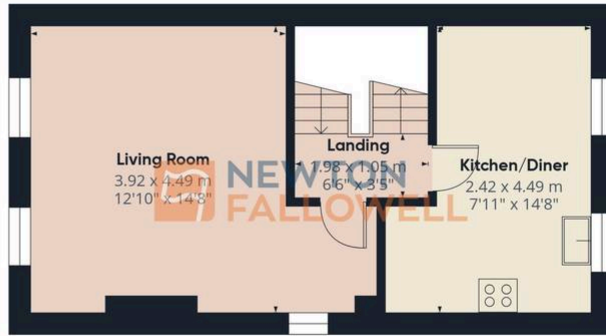 Living Room
3.92 x 4.49 m
12'10" x 14'8"
Landing
1.98 x 1.05 m
6'6" x 3'5"
Kitchen/Diner
2.42 x 4.49 m
7'11" x 14'8"
NEWTON
FALLOWELL